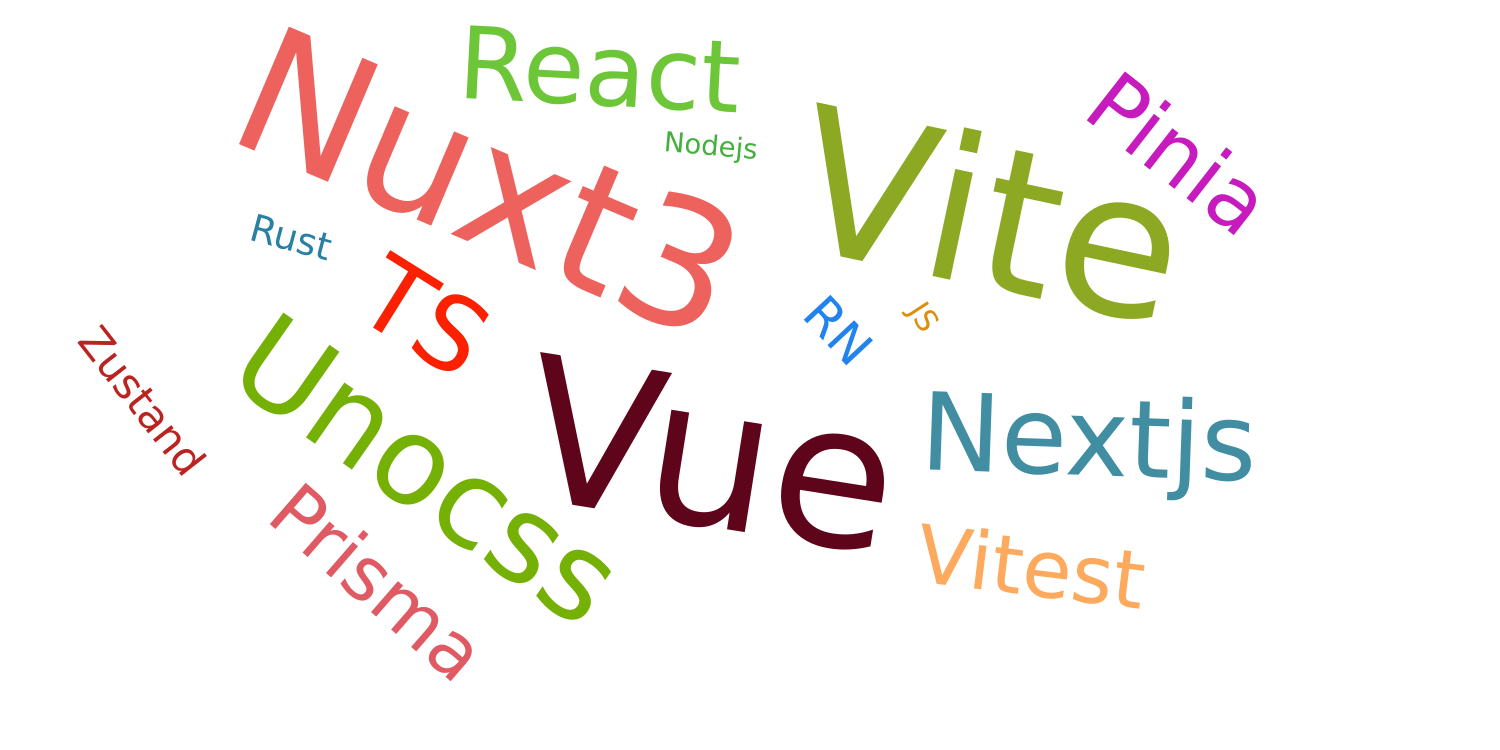 React
Nuxt3
Nodejs
Vite
Pinia
Rust
TS
RN
JS
Zustand
Unocss
Vue
Nextjs
Prisma
Vitest